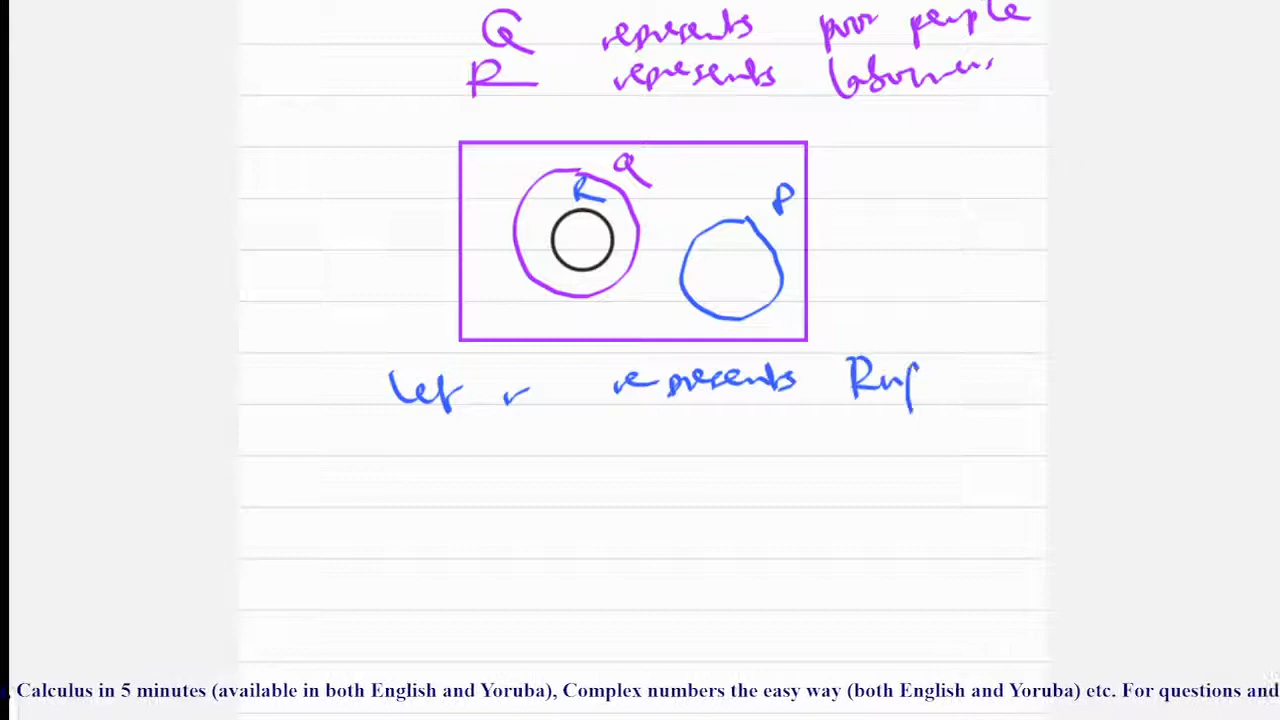 Q represents poor people
R represents labourers
R Q
P
Let r represents Ruf
Calculus in 5 minutes (available in both English and Yoruba), Complex numbers the easy way (both English and Yoruba) etc. For questions and